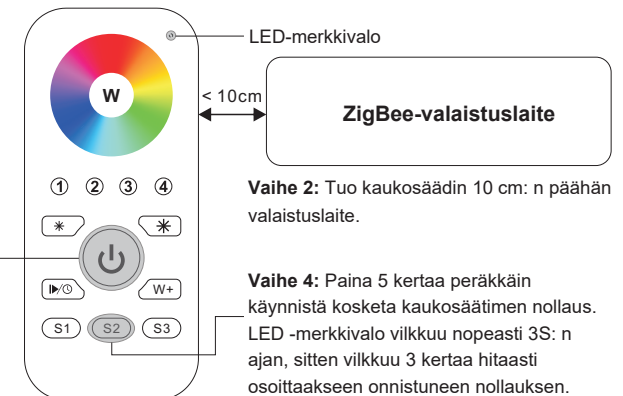 LED-merkkivalo
W
< 10cm
ZigBee-valaistuslaite
1 2 3 4
Vaihe 2: Tuo kaukosäädin 10 cm: n päähän
valaistuslaite.
W+
S1 S2 S3
Vaihe 4: Paina 5 kertaa peräkkäin
käynnistä kosketa kaukosäätimen nollaus.
LED -merkkivalo vilkkuu nopeasti 3S: n
ajan, sitten vilkkuu 3 kertaa hitaasti
osoittaakseen onnistuneen nollauksen.